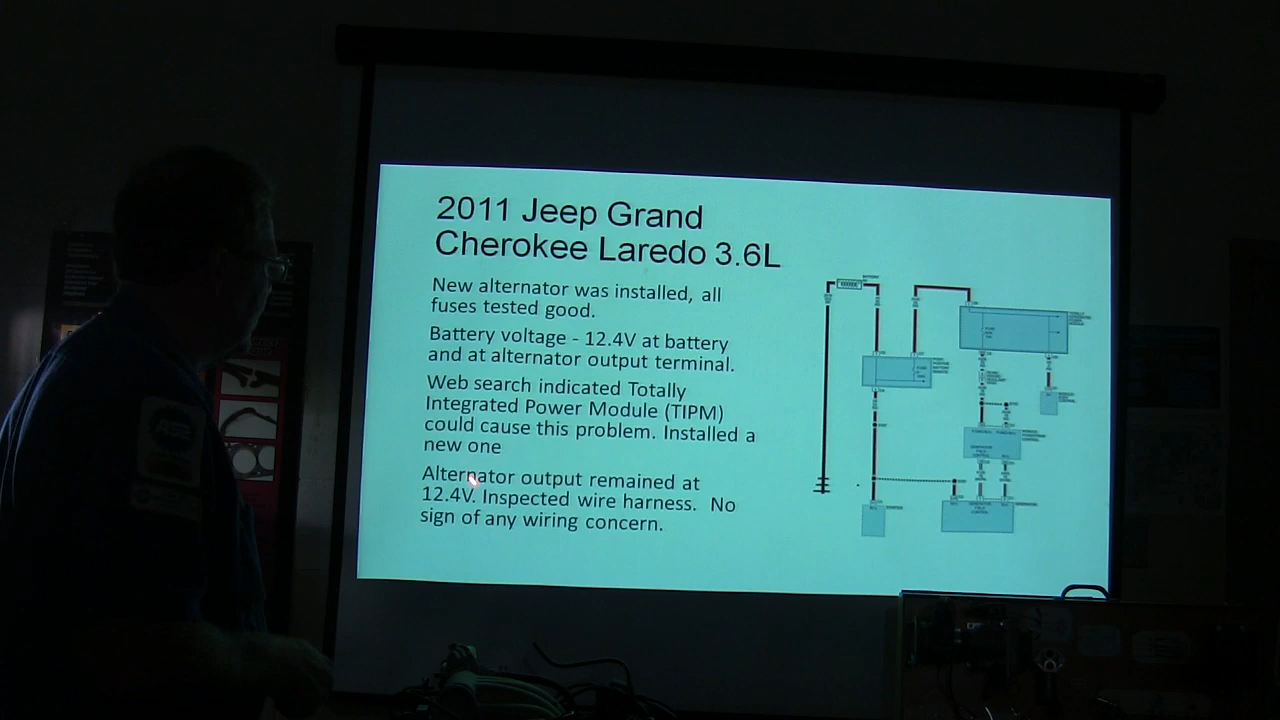 2011 Jeep Grand
Cherokee Laredo 3.6L
New alternator was installed, all
fuses tested good.
Battery voltage - 12.4V at battery
and at alternator output terminal.
Web search indicated Totally
Integrated Power Module (TIPM)
could cause this problem. Installed a
new one
Alternator output remained at
12.4V. Inspected wire harness.  No
sign of any wiring concern.
BATTERY